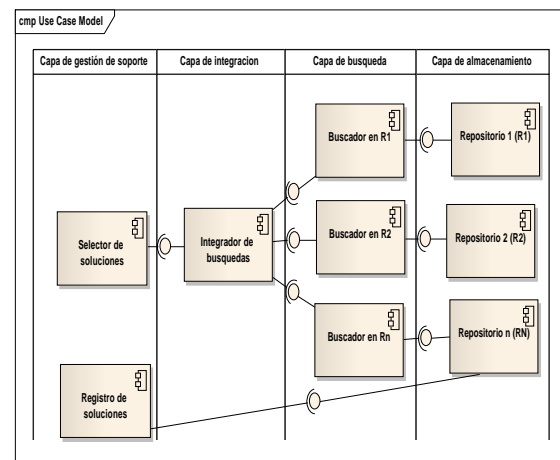 cmp Use Case Model
Capa de gestión de soporte
Capa de integracion
Capa de busqueda
Capa de almacenamiento
Buscador en R1
Repositorio 1 (R1)
Selector de
soluciones
Integrador de
busquedas
Buscador en R2
Repositorio 2 (R2)
Buscador en Rn
Repositorio n (RN)
Registro de
soluciones